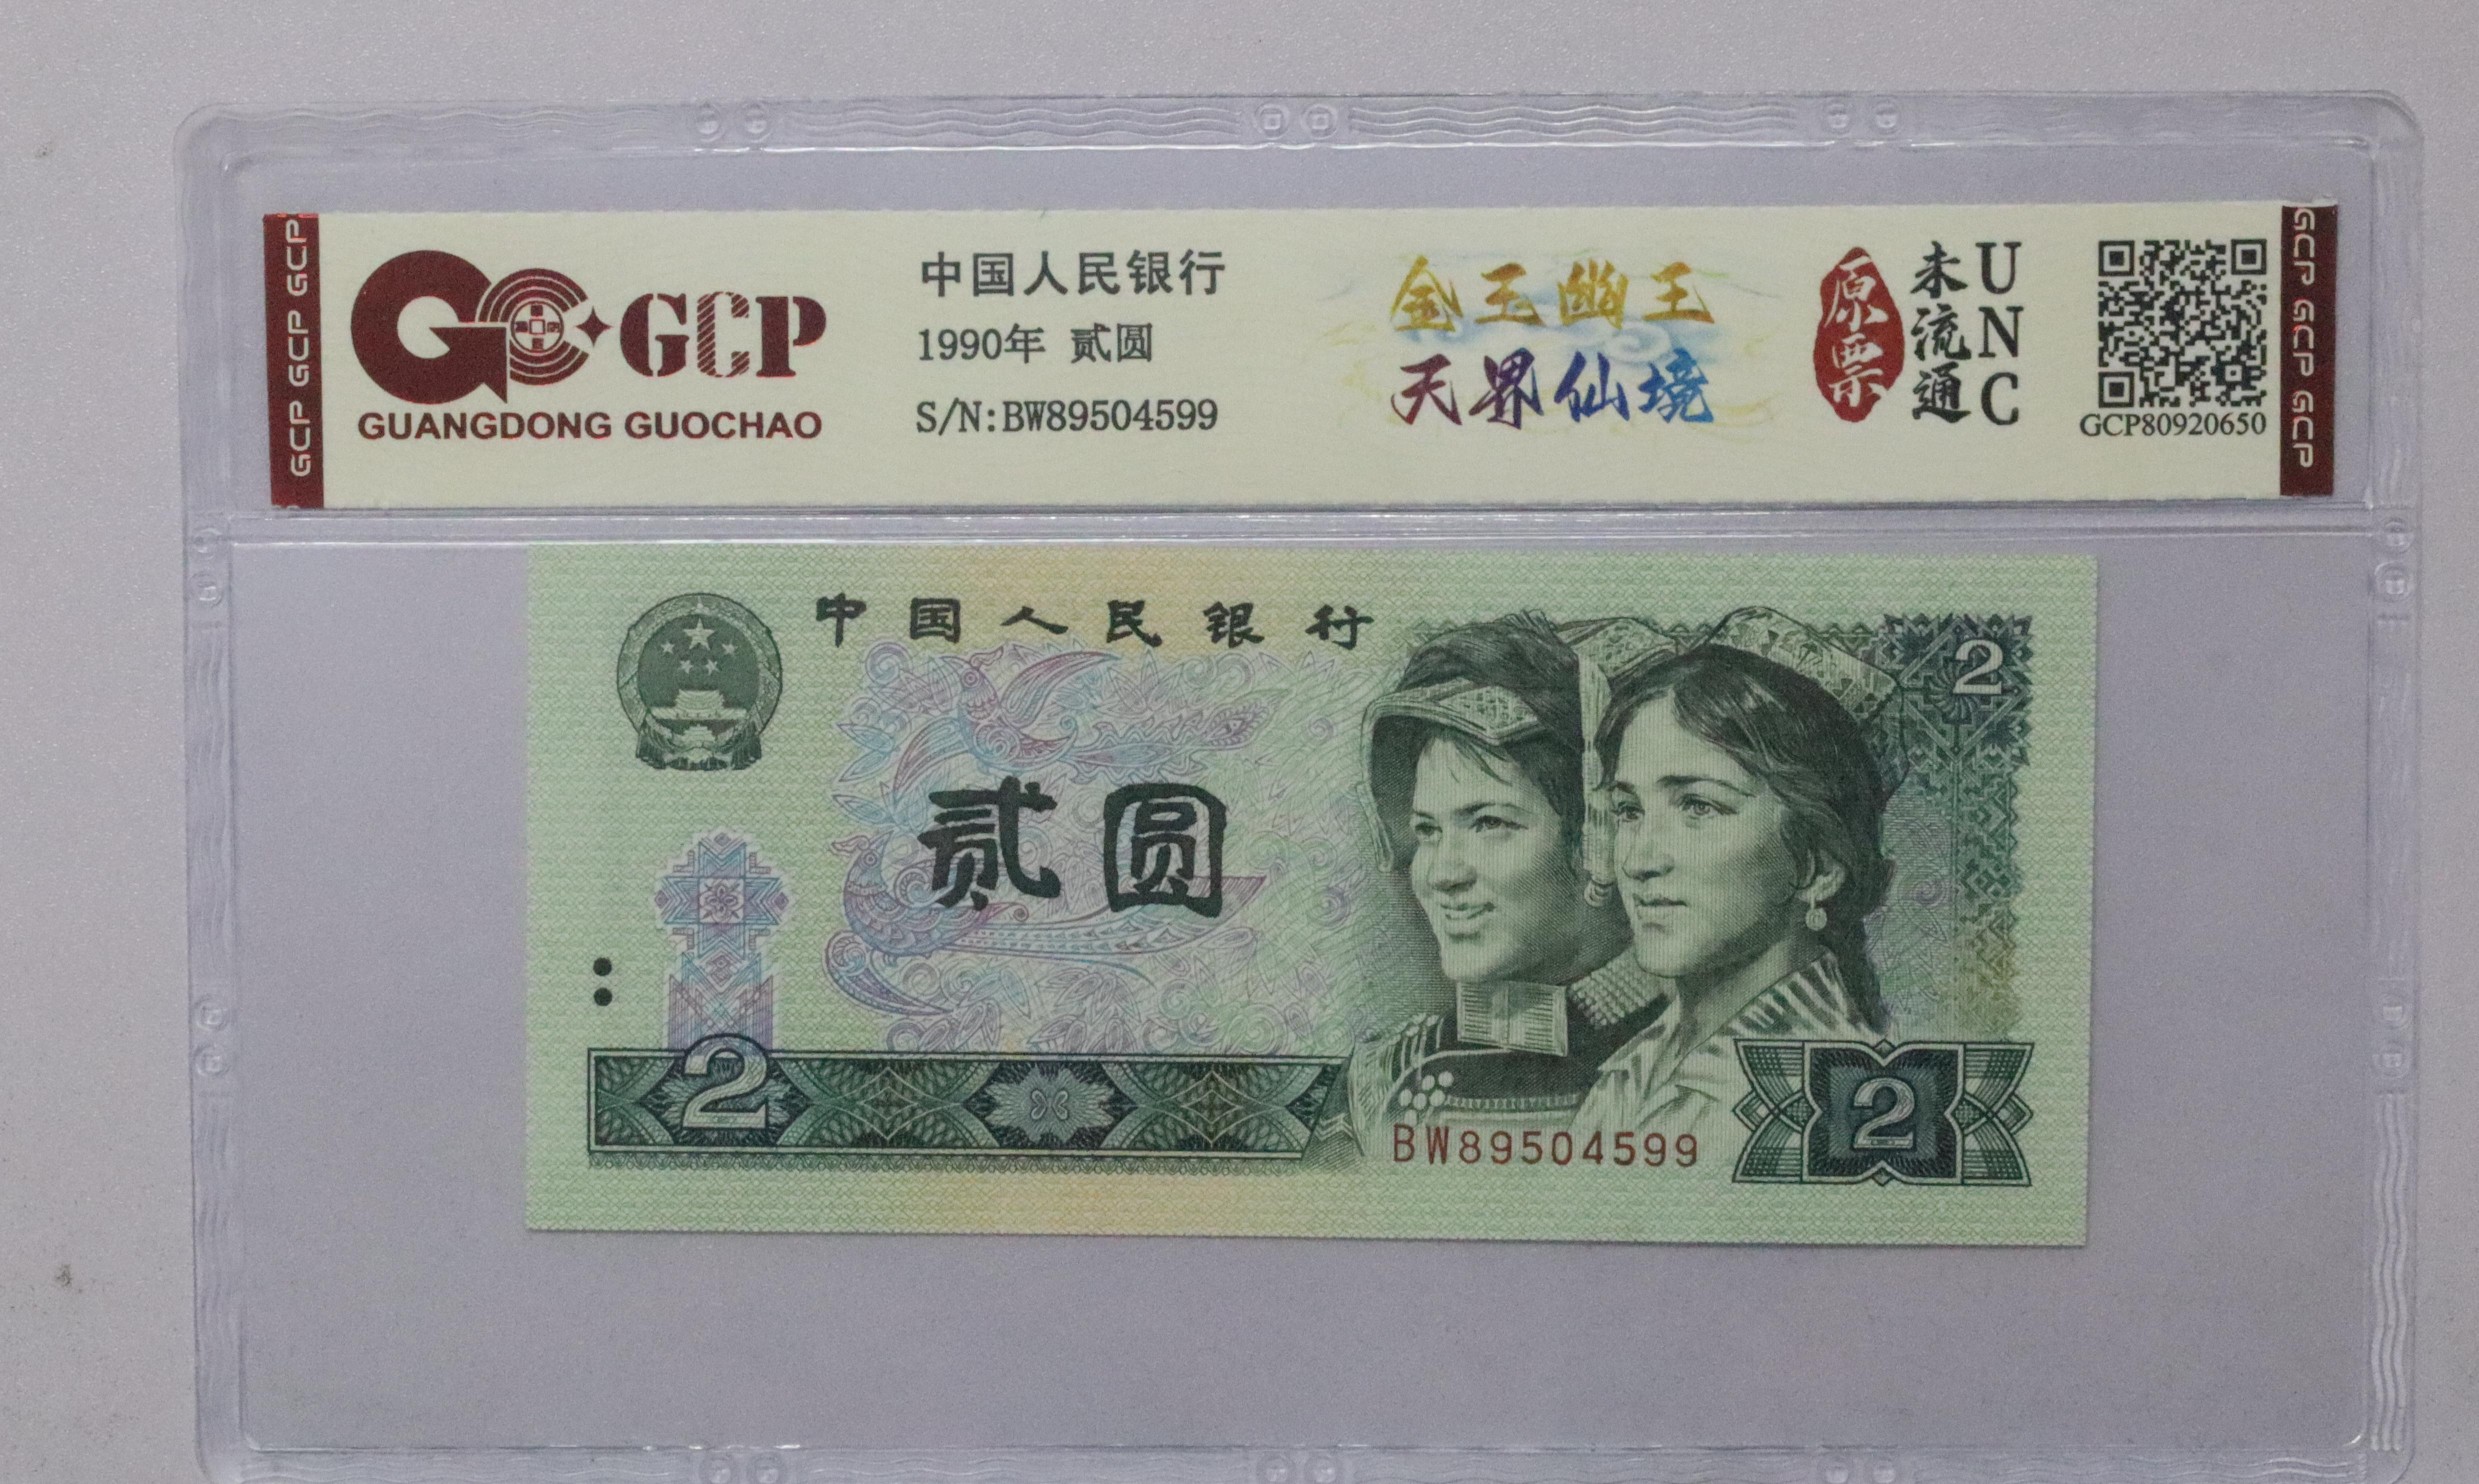 GCP GCP GCP
GC GCP
GUANGDONG GUOCHAO
中国人民银行
1990年 贰圆
S/N:BW89504599
金玉幽王
天界仙境
原票
未流通
UNC
GCP80920650
GCP GCP GCP
中国人民银行
2
贰圆
2
BW89504599
2